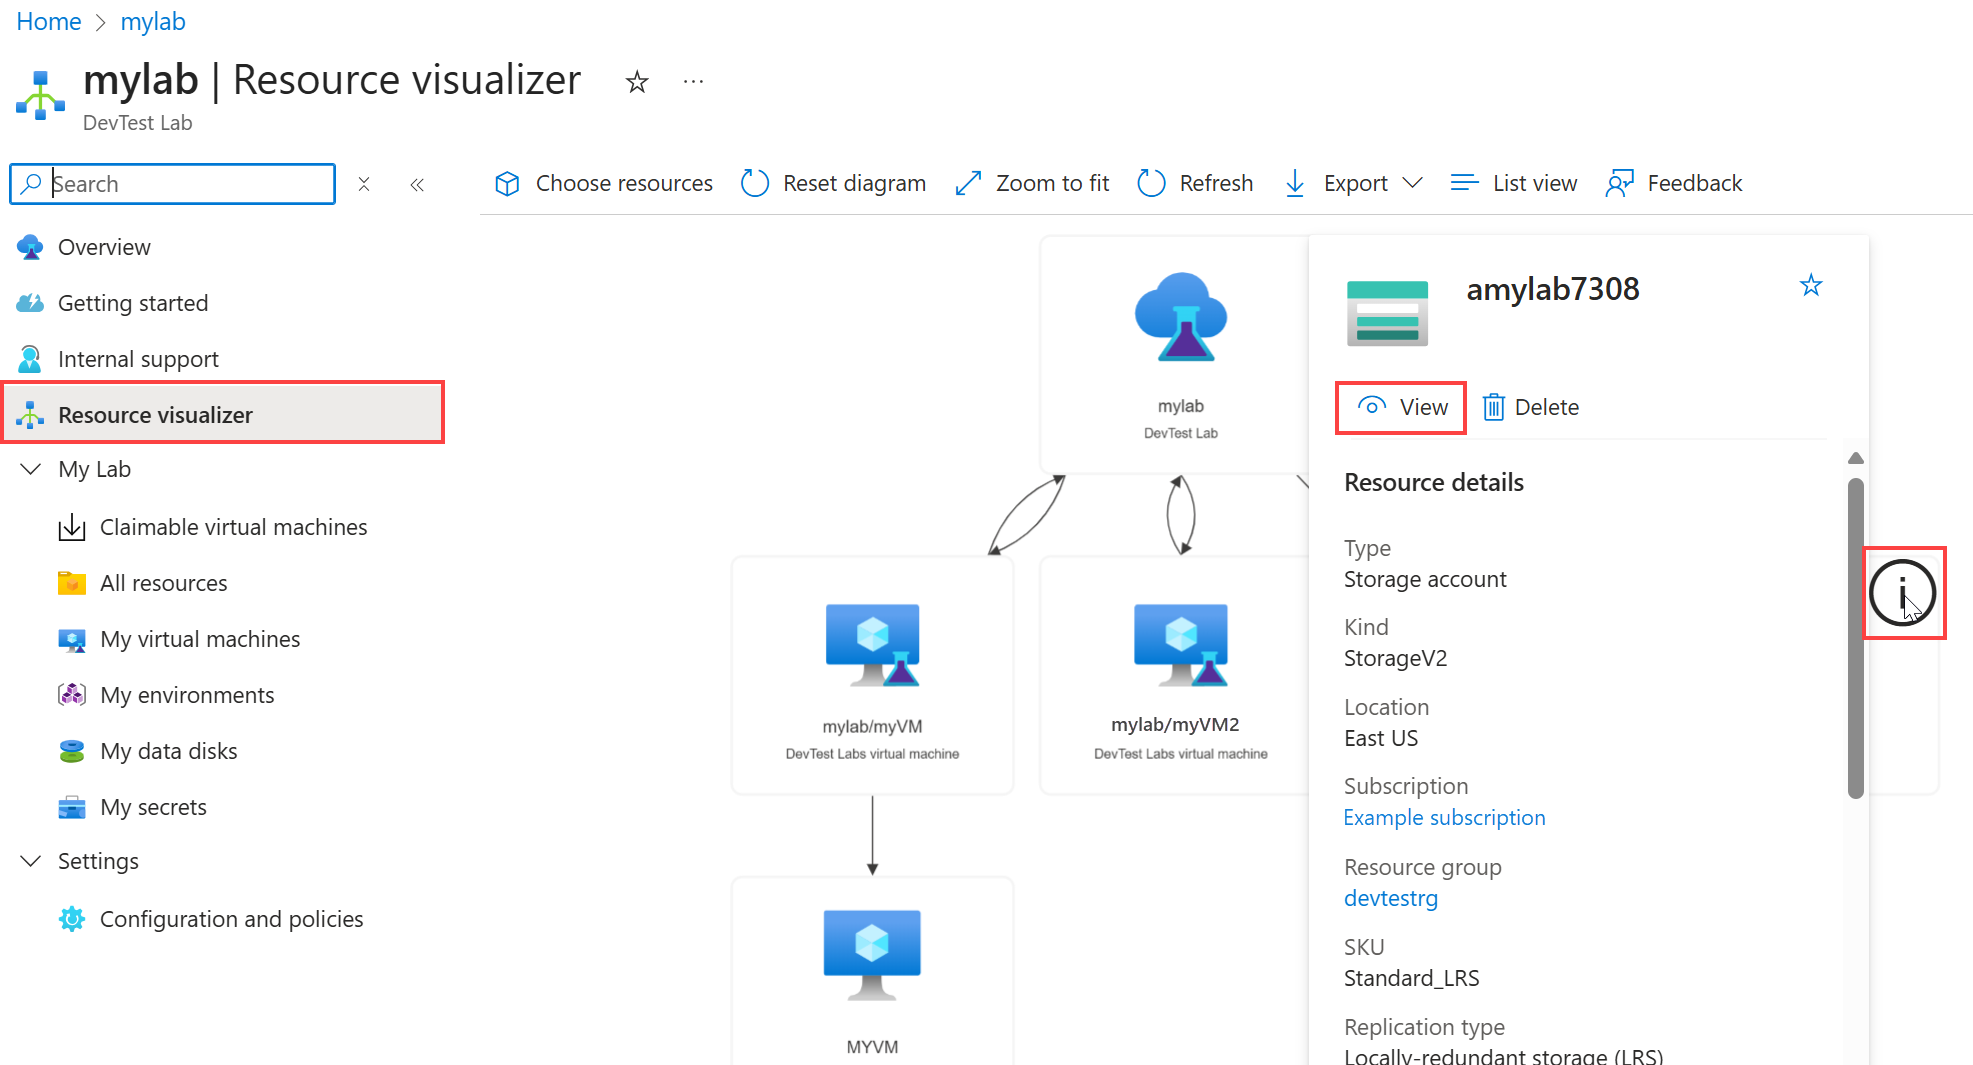 Home > mylab
mylab | Resource visualizer
DevTest Lab
Search
Choose resources
Reset diagram
Zoom to fit
Refresh
Export
List view
Feedback
Overview
Getting started
Internal support
Resource visualizer
My Lab
Claimable virtual machines
All resources
My virtual machines
My environments
My data disks
My secrets
Settings
Configuration and policies
mylab
DevTest Lab
mylab/myVM
DevTest Labs virtual machine
mylab/myVM2
DevTest Labs virtual machine
MYVM
amylab7308
View
Delete
Resource details
Type
Storage account
Kind
StorageV2
Location
East US
Subscription
Example subscription
Resource group
devtestrg
SKU
Standard_LRS
Replication type
Locally-redundant storage (LRS)